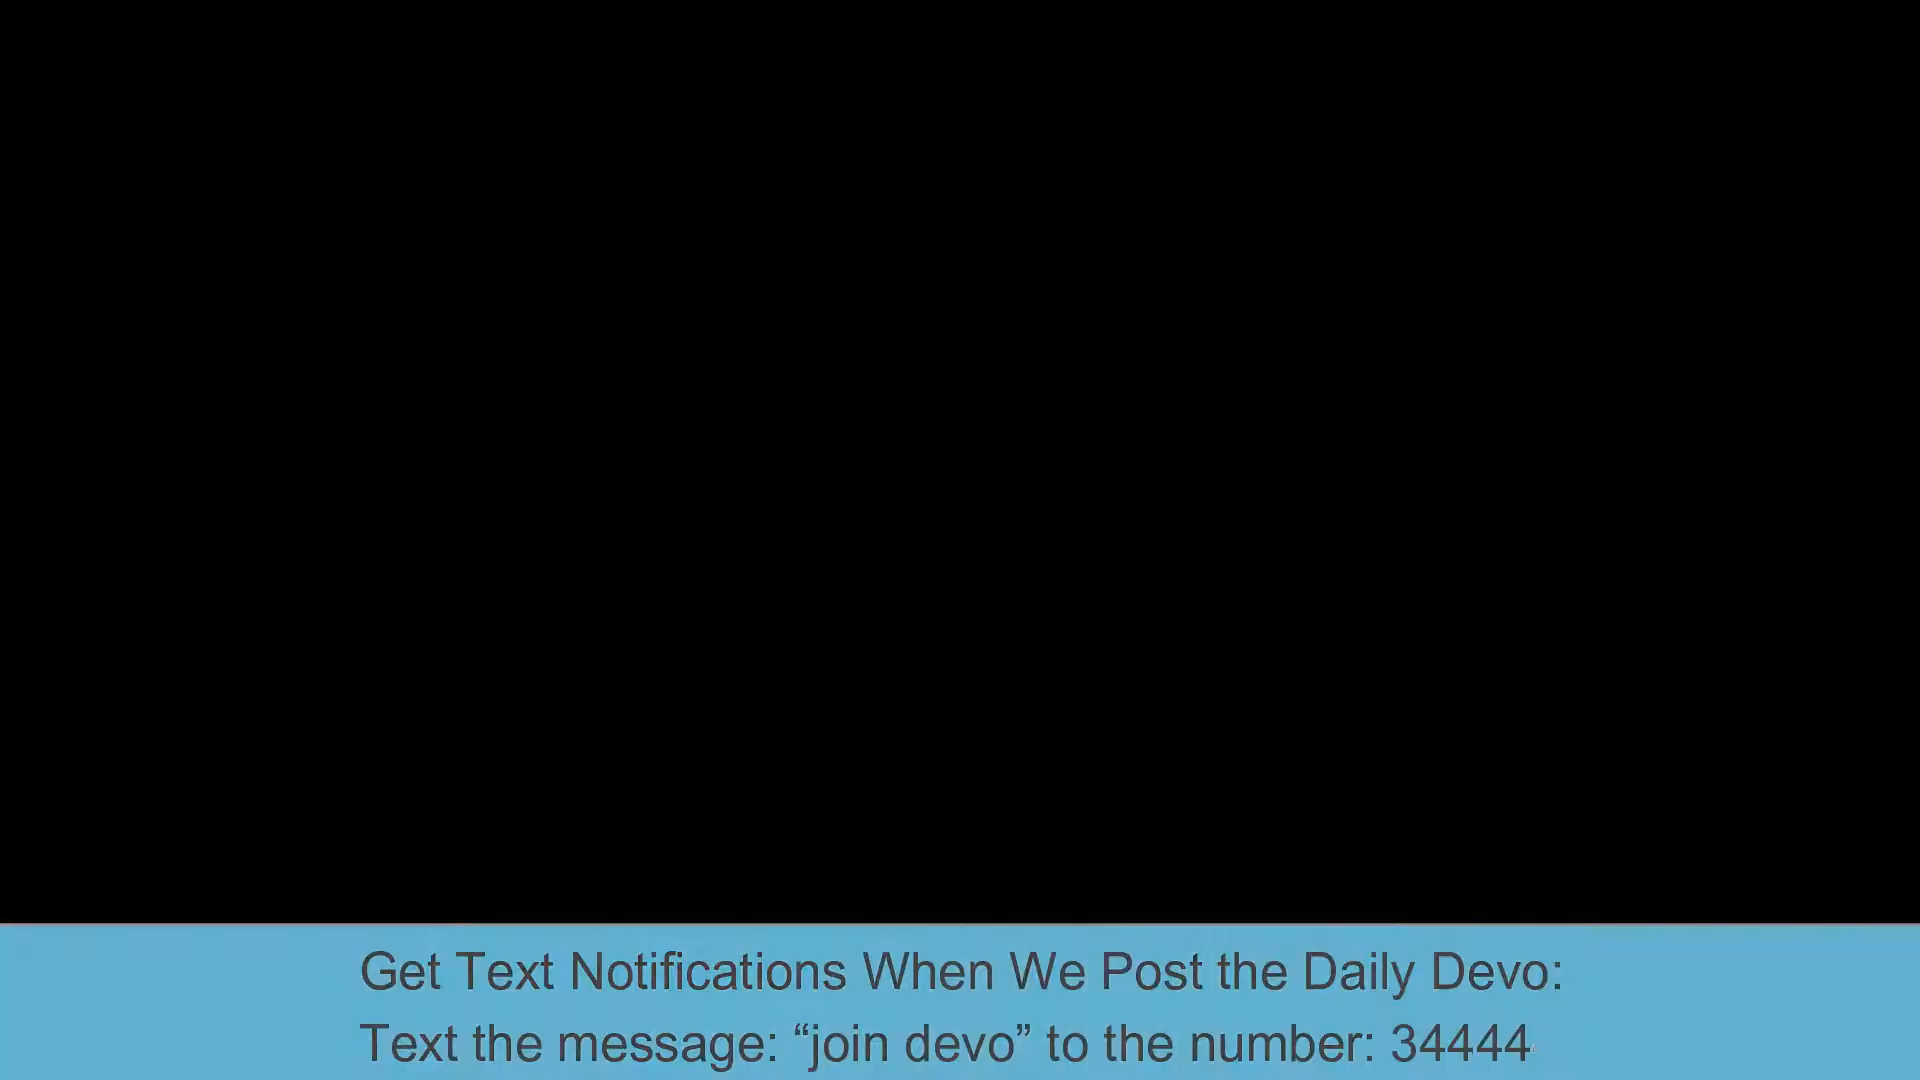 Get Text Notifications When We Post the Daily Devo:
Text the message: “join devo” to the number: 34444